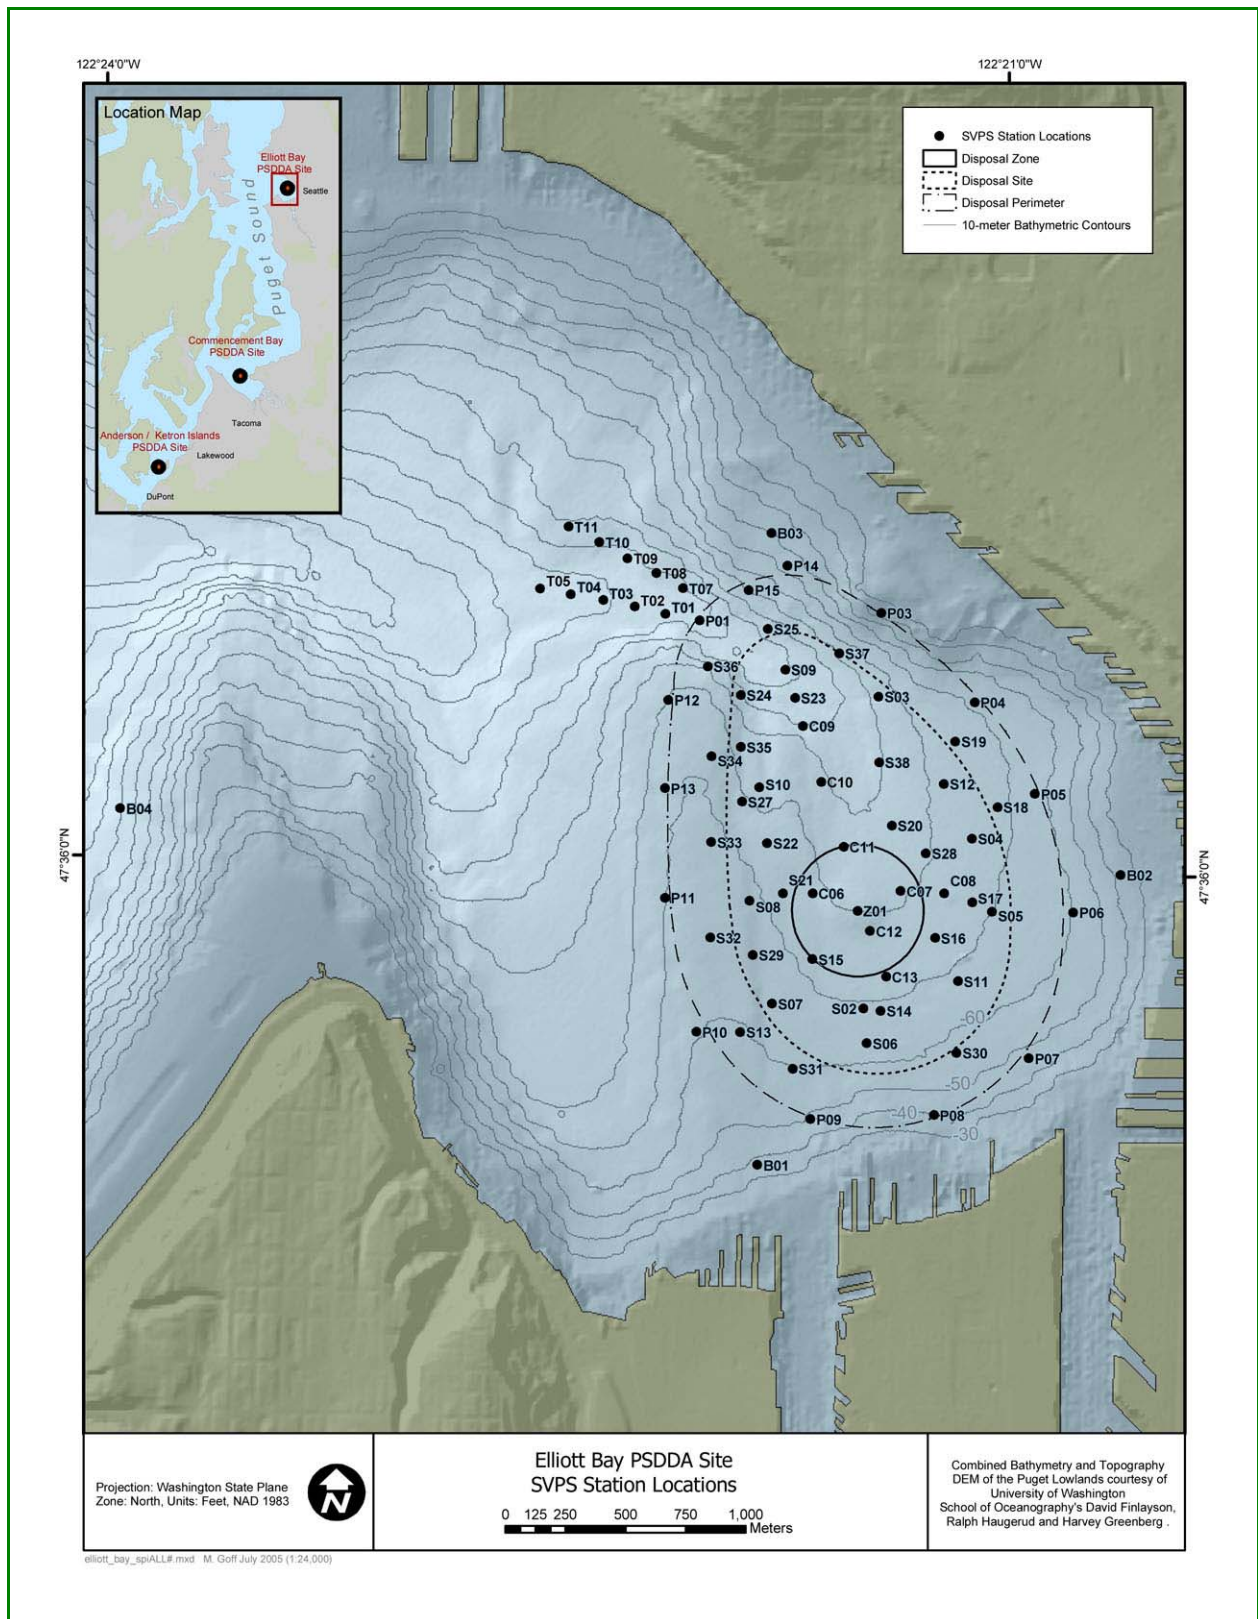 122°24'0"W
122°21'0"W
Location Map
Elliott Bay
PSDDA Site
Seattle
Puget Sound
Commencement Bay
PSDDA Site
Tacoma
Anderson / Ketron Islands
PSDDA Site
Lakewood
DuPont
SVPS Station Locations
Disposal Zone
Disposal Site
Disposal Perimeter
10-meter Bathymetric Contours
T11
T10
B03
T09
P14
T08
T05
T04
T07
P15
T03
T02
T01
P03
P01
S25
S37
S36
S09
S24
S23
S03
P12
P04
C09
S19
S35
S34
S38
C10
S12
P13
S10
P05
S27
S18
B04
S20
S33
S22
C11
S04
S28
47°36'0"N
47°36'0"N
B02
S21
C06
C07
C08
P11
S08
S17
Z01
S05
P06
C12
S32
S16
S29
S15
C13
S11
S07
S02
S14
-60
P10
S13
S06
S30
P07
S31
-50
P09
-40
P08
-30
B01
Projection: Washington State Plane
Zone: North, Units: Feet, NAD 1983
N
Elliott Bay PSDDA Site
SVPS Station Locations
0 125 250 500 750 1,000
Meters
Combined Bathymetry and Topography
DEM of the Puget Lowlands courtesy of
University of Washington
School of Oceanography's David Finlayson,
Ralph Haugerud and Harvey Greenberg .
elliott_bay_spiALL#.mxd M. Goff July 2005 (1:24,000)